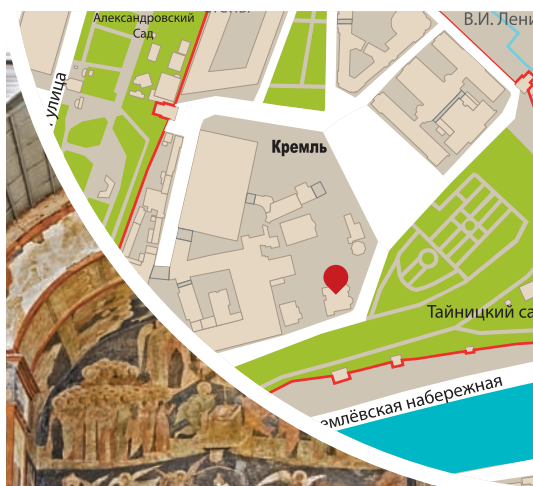 Александровский
Сад
В.И. Лени
улица
Кремль
Тайницкий са
емлёвская набережная